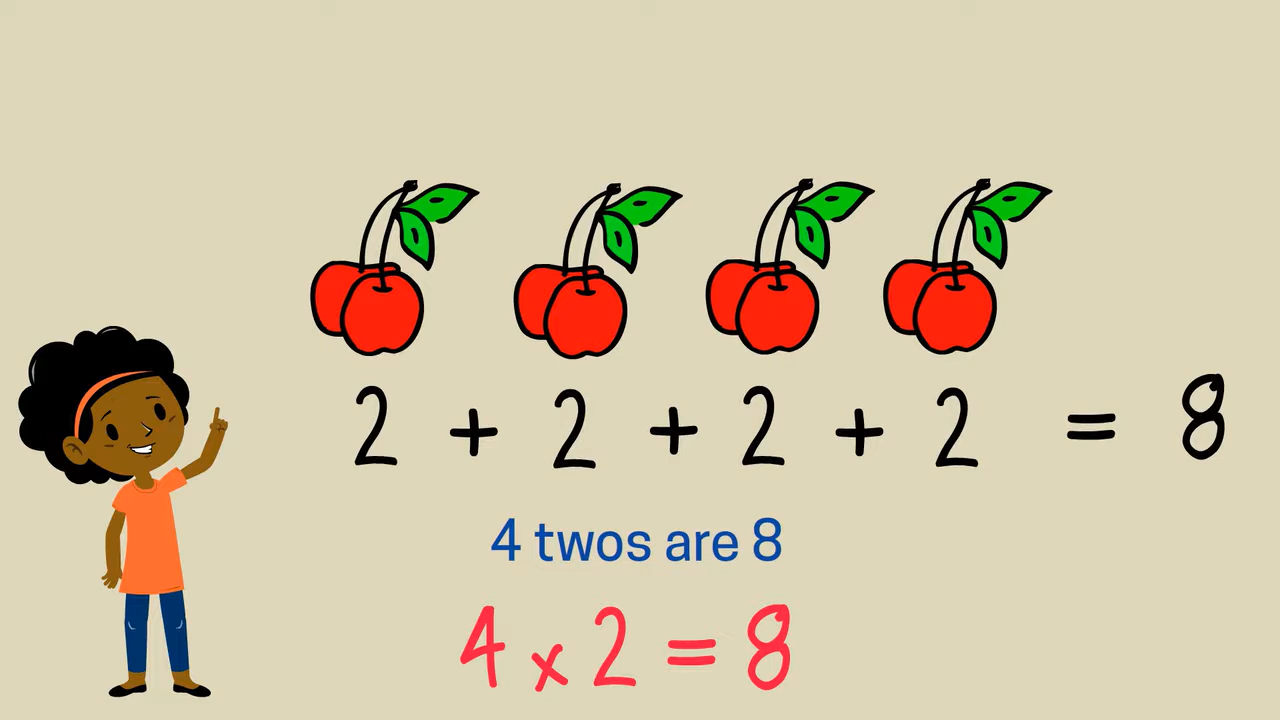 2 + 2 + 2 + 2 = 8
4 twos are 8
4 x 2 = 8